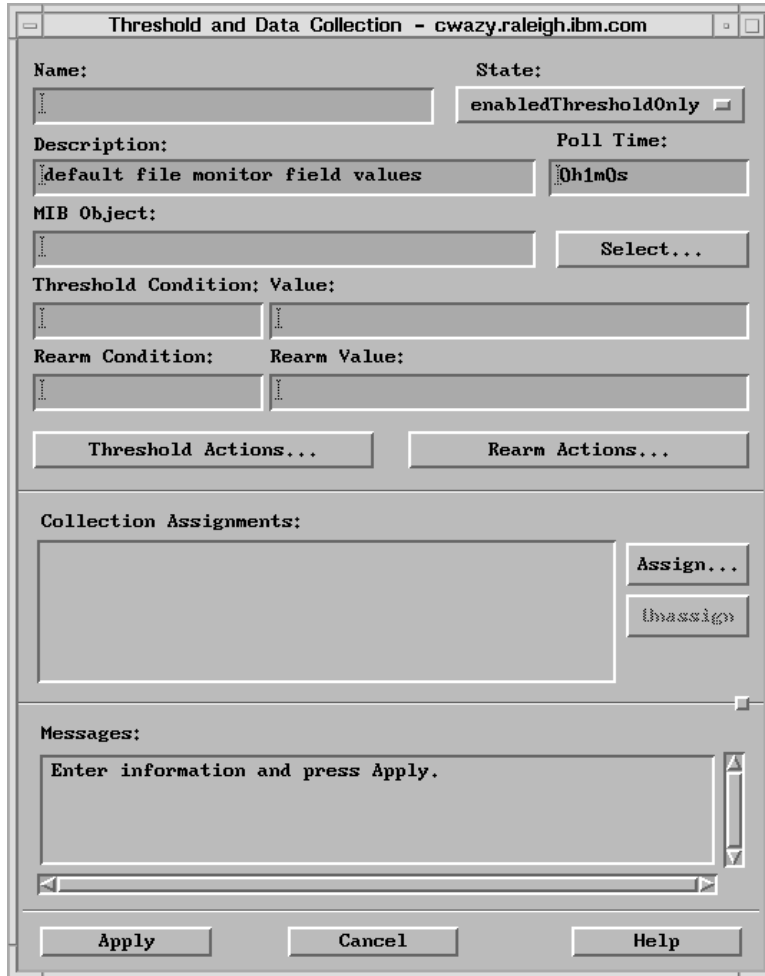 Threshold and Data Collection - cwazy.raleigh.ibm.com
Name: State:
enabledThresholdOnly
Description: Poll Time:
default file monitor field values 0h1m0s
MIB Object:
Select...
Threshold Condition: Value:
Rearm Condition: Rearm Value:
Threshold Actions... Rearm Actions...
Collection Assignments:
Assign...
Unassign
Messages:
Enter information and press Apply.
Apply Cancel Help